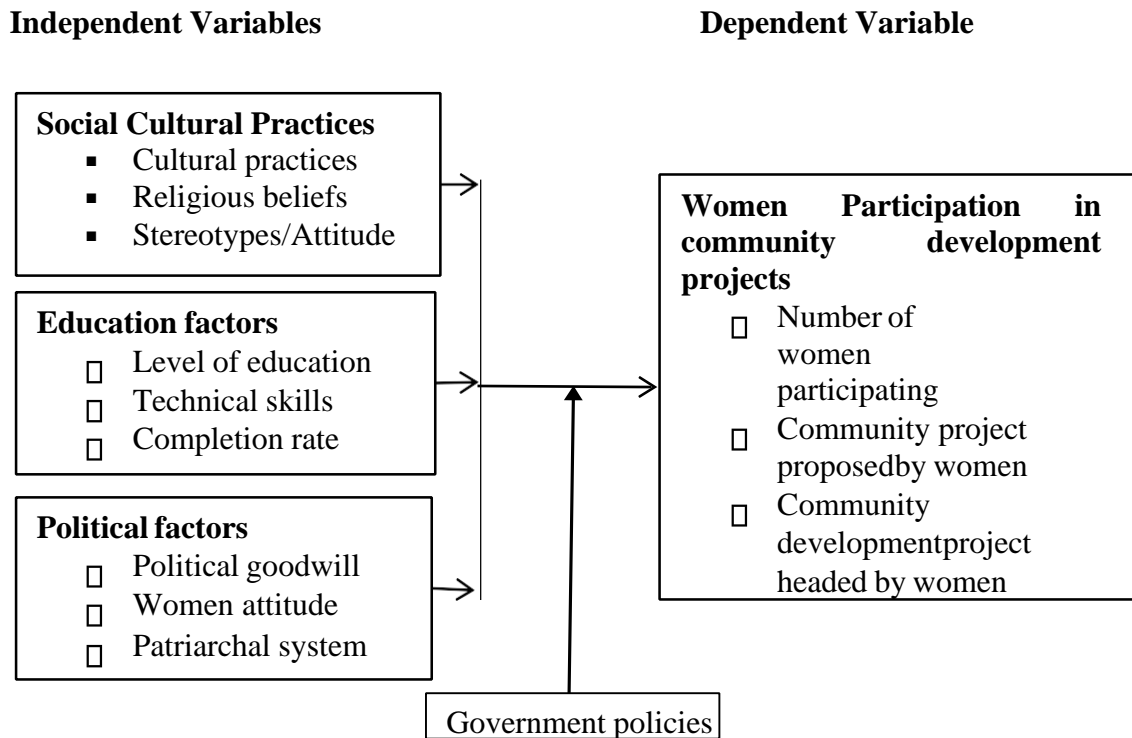 Independent Variables
Dependent Variable
Social Cultural Practices
▪ Cultural practices
▪ Religious beliefs
▪ Stereotypes/Attitude
Education factors
▯ Level of education
▯ Technical skills
▯ Completion rate
Political factors
▯ Political goodwill
▯ Women attitude
▯ Patriarchal system
Women Participation in
community development
projects
▯ Number of
women
participating
▯ Community project
proposedby women
▯ Community
developmentproject
headed by women
Government policies